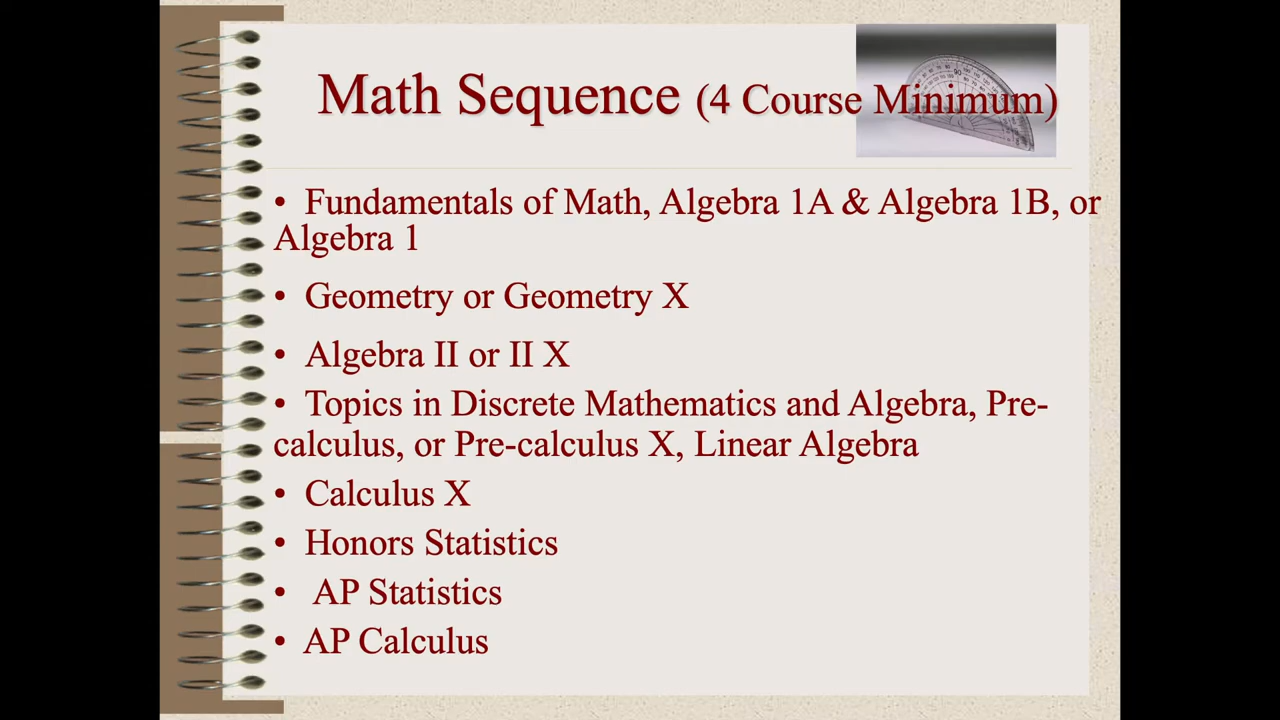 Math Sequence (4 Course Minimum)
• Fundamentals of Math, Algebra 1A & Algebra 1B, or
Algebra 1
• Geometry or Geometry X
• Algebra II or II X
• Topics in Discrete Mathematics and Algebra, Pre-
calculus, or Pre-calculus X, Linear Algebra
• Calculus X
• Honors Statistics
• AP Statistics
• AP Calculus